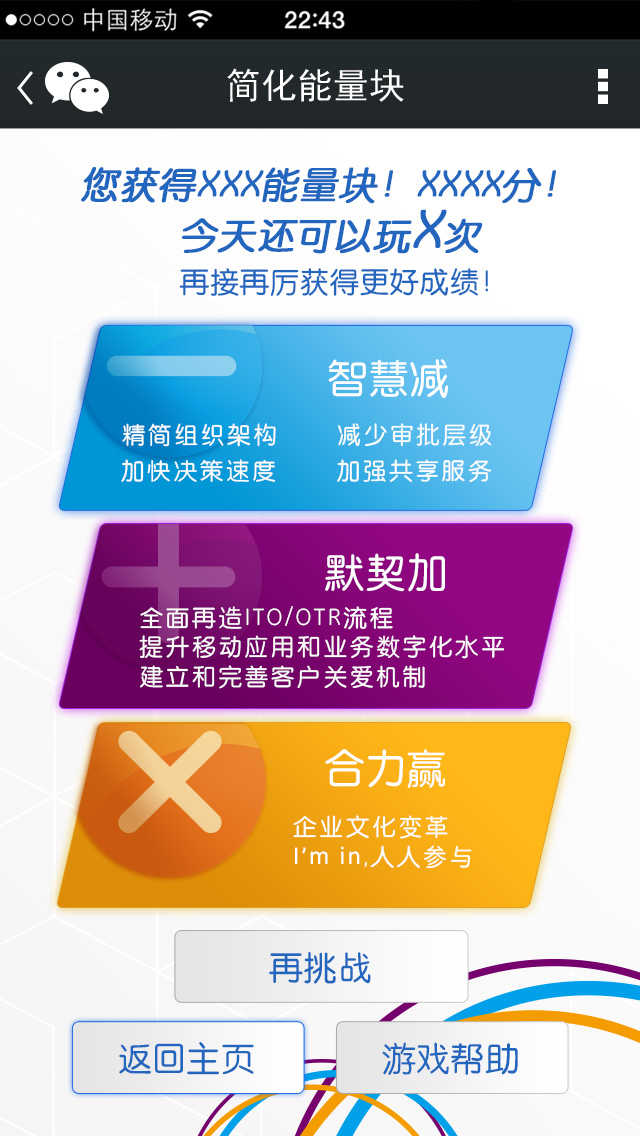 中国移动 22:43
简化能量块
您获得XXX能量块！XXXX分！
今天还可以玩X次
再接再厉获得更好成绩！
智慧减
精简组织架构 减少审批层级
加快决策速度 加强共享服务
默契加
全面再造ITO/OTR流程
提升移动应用和业务数字化水平
建立和完善客户关爱机制
合力赢
企业文化变革
I'm in,人人参与
再挑战
返回主页 游戏帮助